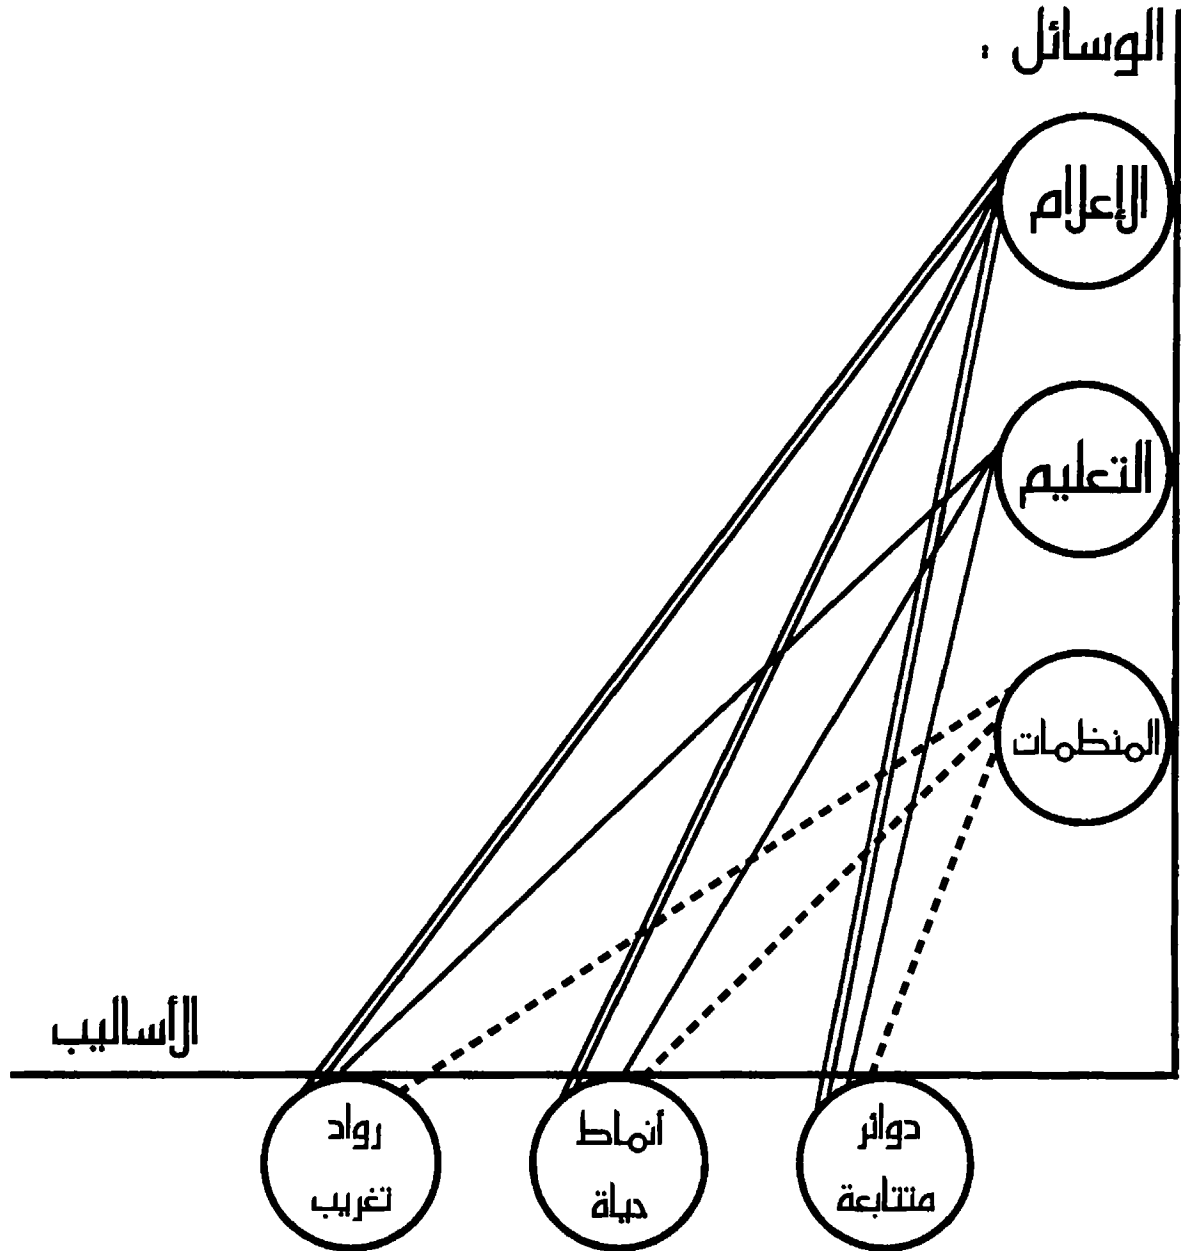 الوسائل :
الإعلام
التعليم
المنظمات
الأساليب
دوائر
متتابعة
أنماط
حياة
رواد
تغريب